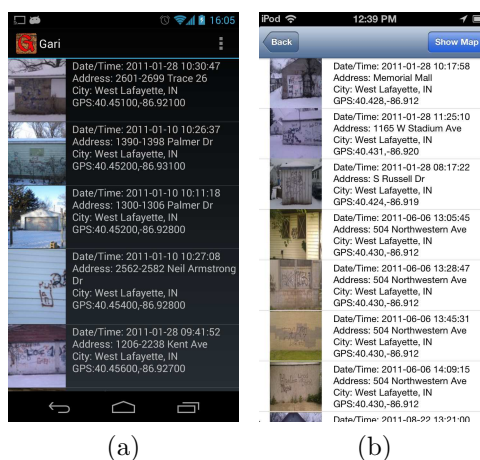 16:05
Gari
Date/Time: 2011-01-28 10:30:47
Address: 2601-2699 Trace 26
City: West Lafayette, IN
GPS:40.45100,-86.92100
Date/Time: 2011-01-10 10:26:37
Address: 1390-1398 Palmer Dr
City: West Lafayette, IN
GPS:40.45200,-86.93100
Date/Time: 2011-01-10 10:11:18
Address: 1300-1306 Palmer Dr
City: West Lafayette, IN
GPS:40.45200,-86.92800
Date/Time: 2011-01-10 10:27:08
Address: 2562-2582 Neil Armstrong
Dr
City: West Lafayette, IN
GPS:40.45400,-86.92800
Date/Time: 2011-01-28 09:41:52
Address: 1206-2238 Kent Ave
City: West Lafayette, IN
GPS:40.45600,-86.92700
(a)
iPod 12:39 PM
Back Show Map
Date/Time: 2011-01-28 10:17:58
Address: Memorial Mall
City: West Lafayette, IN
GPS:40.428,-86.912
Date/Time: 2011-01-28 11:25:10
Address: 1165 W Stadium Ave
City: West Lafayette, IN
GPS:40.431,-86.920
Date/Time: 2011-01-28 08:17:22
Address: S Russell Dr
City: West Lafayette, IN
GPS:40.424,-86.919
Date/Time: 2011-06-06 13:05:45
Address: 504 Northwestern Ave
City: West Lafayette, IN
GPS:40.430,-86.912
Date/Time: 2011-06-06 13:28:47
Address: 504 Northwestern Ave
City: West Lafayette, IN
GPS:40.430,-86.912
Date/Time: 2011-06-06 13:45:31
Address: 504 Northwestern Ave
City: West Lafayette, IN
GPS:40.430,-86.912
Date/Time: 2011-06-06 14:09:15
Address: 504 Northwestern Ave
City: West Lafayette, IN
GPS:40.430,-86.912
Date/Time: 2011-08-22 13:21:00
(b)